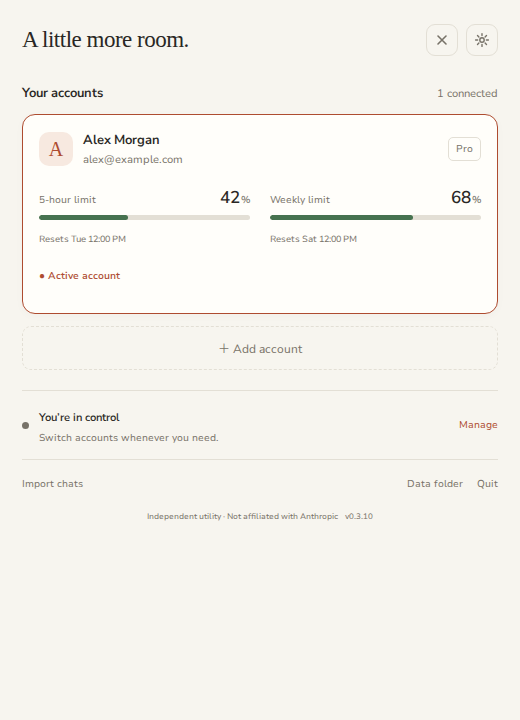 A little more room.
Your accounts
1 connected
A
Alex Morgan
alex@example.com
Pro
5-hour limit
42%
Weekly limit
68%
Resets Tue 12:00 PM
Resets Sat 12:00 PM
● Active account
+ Add account
You're in control
Switch accounts whenever you need.
Manage
Import chats
Data folder
Quit
Independent utility · Not affiliated with Anthropic v0.3.10